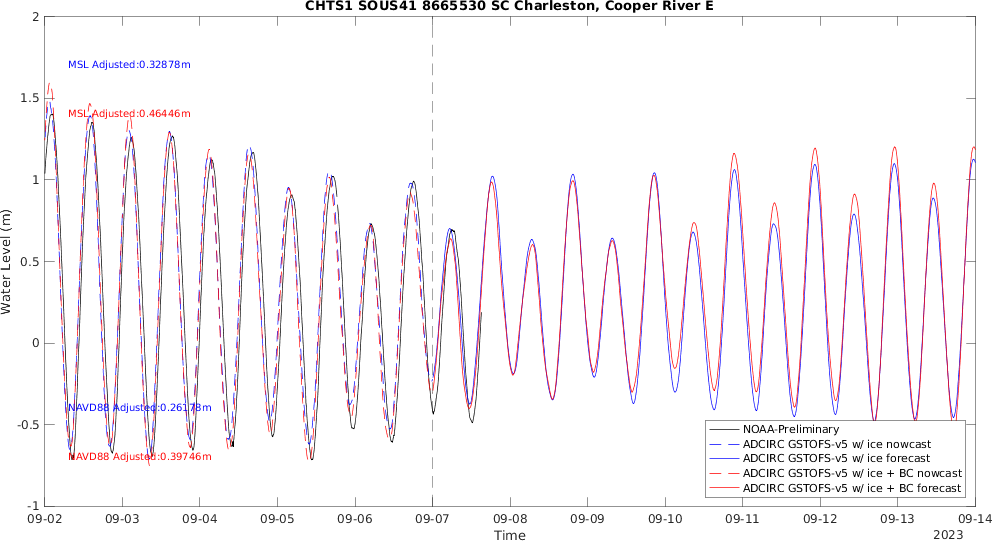 CHTS1 SOUS41 8665530 SC Charleston, Cooper River E
2
1.5
1
0.5
0
-0.5
-1
Water Level (m)
MSL Adjusted:0.32878m
MSL Adjusted:0.46446m
NAVD88 Adjusted:0.26178m
NAVD88 Adjusted:0.39746m
NOAA-Preliminary
ADCIRC GSTOFS-v5 w/ ice nowcast
ADCIRC GSTOFS-v5 w/ ice forecast
ADCIRC GSTOFS-v5 w/ ice + BC nowcast
ADCIRC GSTOFS-v5 w/ ice + BC forecast
09-02 09-03 09-04 09-05 09-06 09-07 09-08 09-09 09-10 09-11 09-12 09-13 09-14
Time
2023